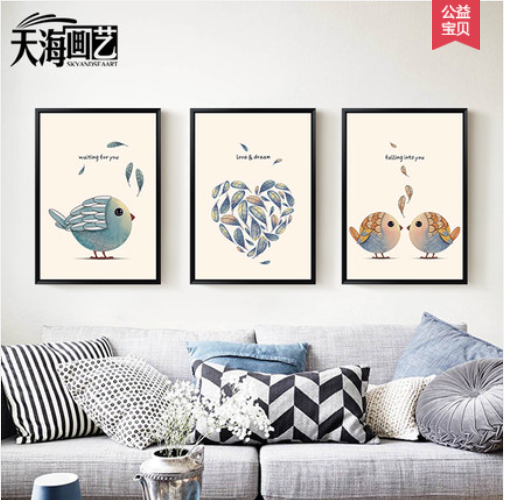 天海画艺
SKYANDSEAART
公益
宝贝
waiting for you
love & dream
falling into you